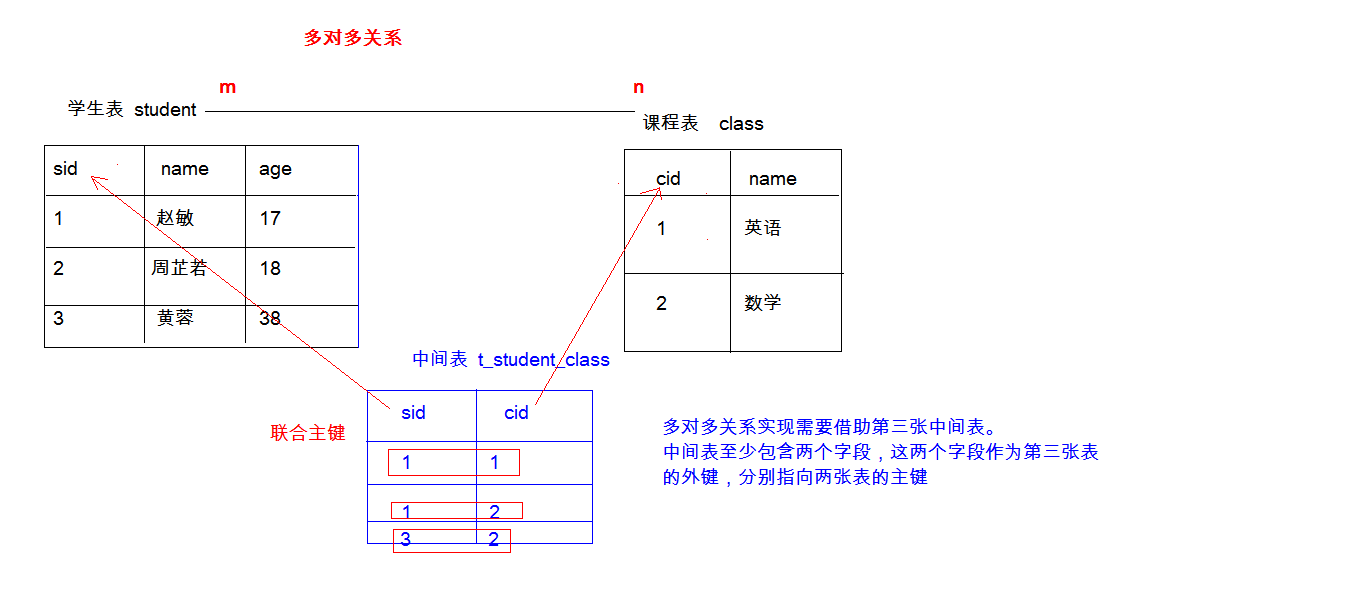 多对多关系
m n
学生表 student
课程表 class
sid name age
1 赵敏 17
2 周芷若 18
3 黄蓉 38
cid name
1 英语
2 数学
中间表 t_student_class
联合主键
sid cid
1 1
1 2
3 2
多对多关系实现需要借助第三张中间表。
中间表至少包含两个字段，这两个字段作为第三张表
的外键，分别指向两张表的主键